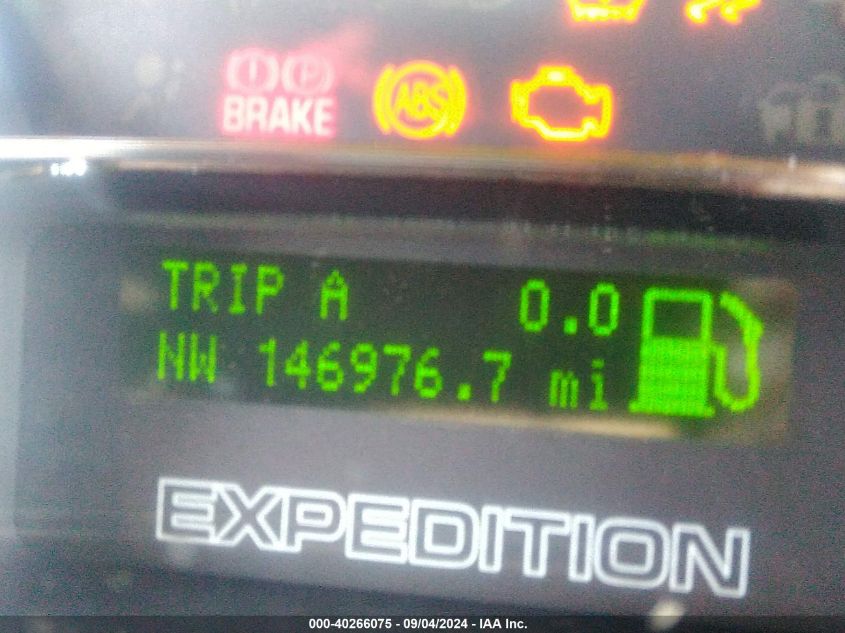 BRAKE ABS
TRIP A 0.0
NW 146976.7 mi
EXPEDITION
000-40266075 - 09/04/2024 - IAA Inc.